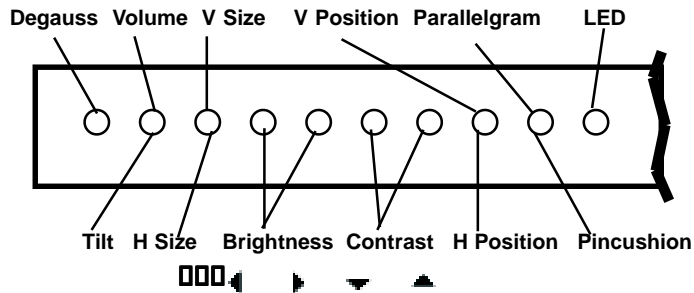 Degauss Volume V Size V Position Parallelgram LED
Tilt H Size Brightness Contrast H Position Pincushion